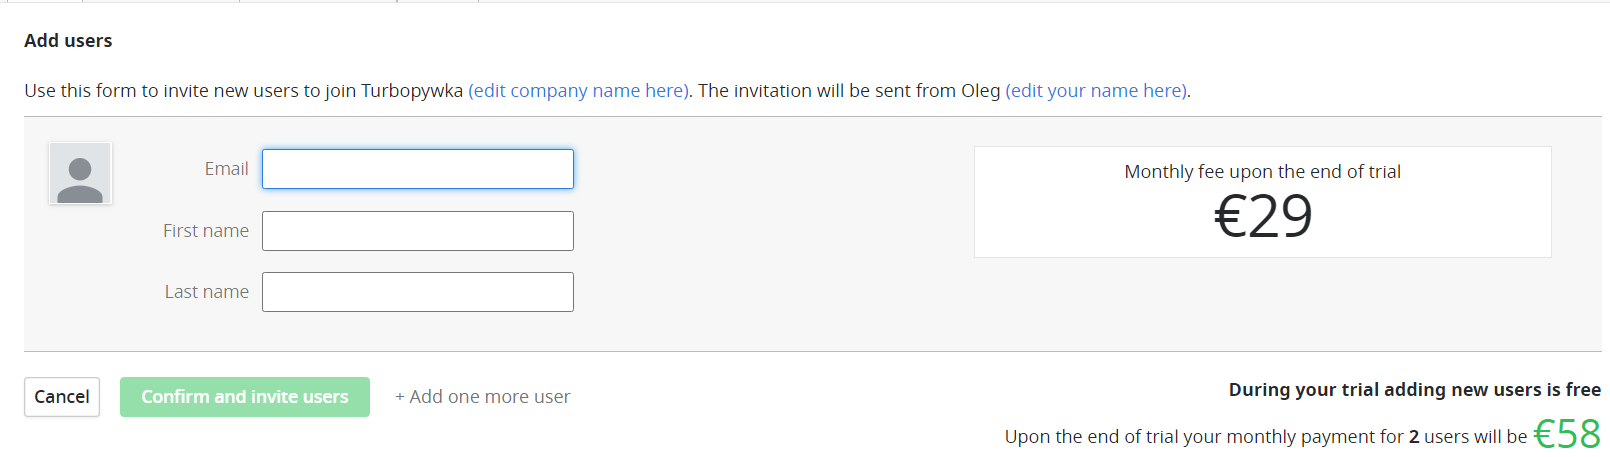 Add users
Use this form to invite new users to join Turbopywka (edit company name here). The invitation will be sent from Oleg (edit your name here).
Email
First name
Last name
Monthly fee upon the end of trial
€29
Cancel
Confirm and invite users
+ Add one more user
During your trial adding new users is free
Upon the end of trial your monthly payment for 2 users will be €58